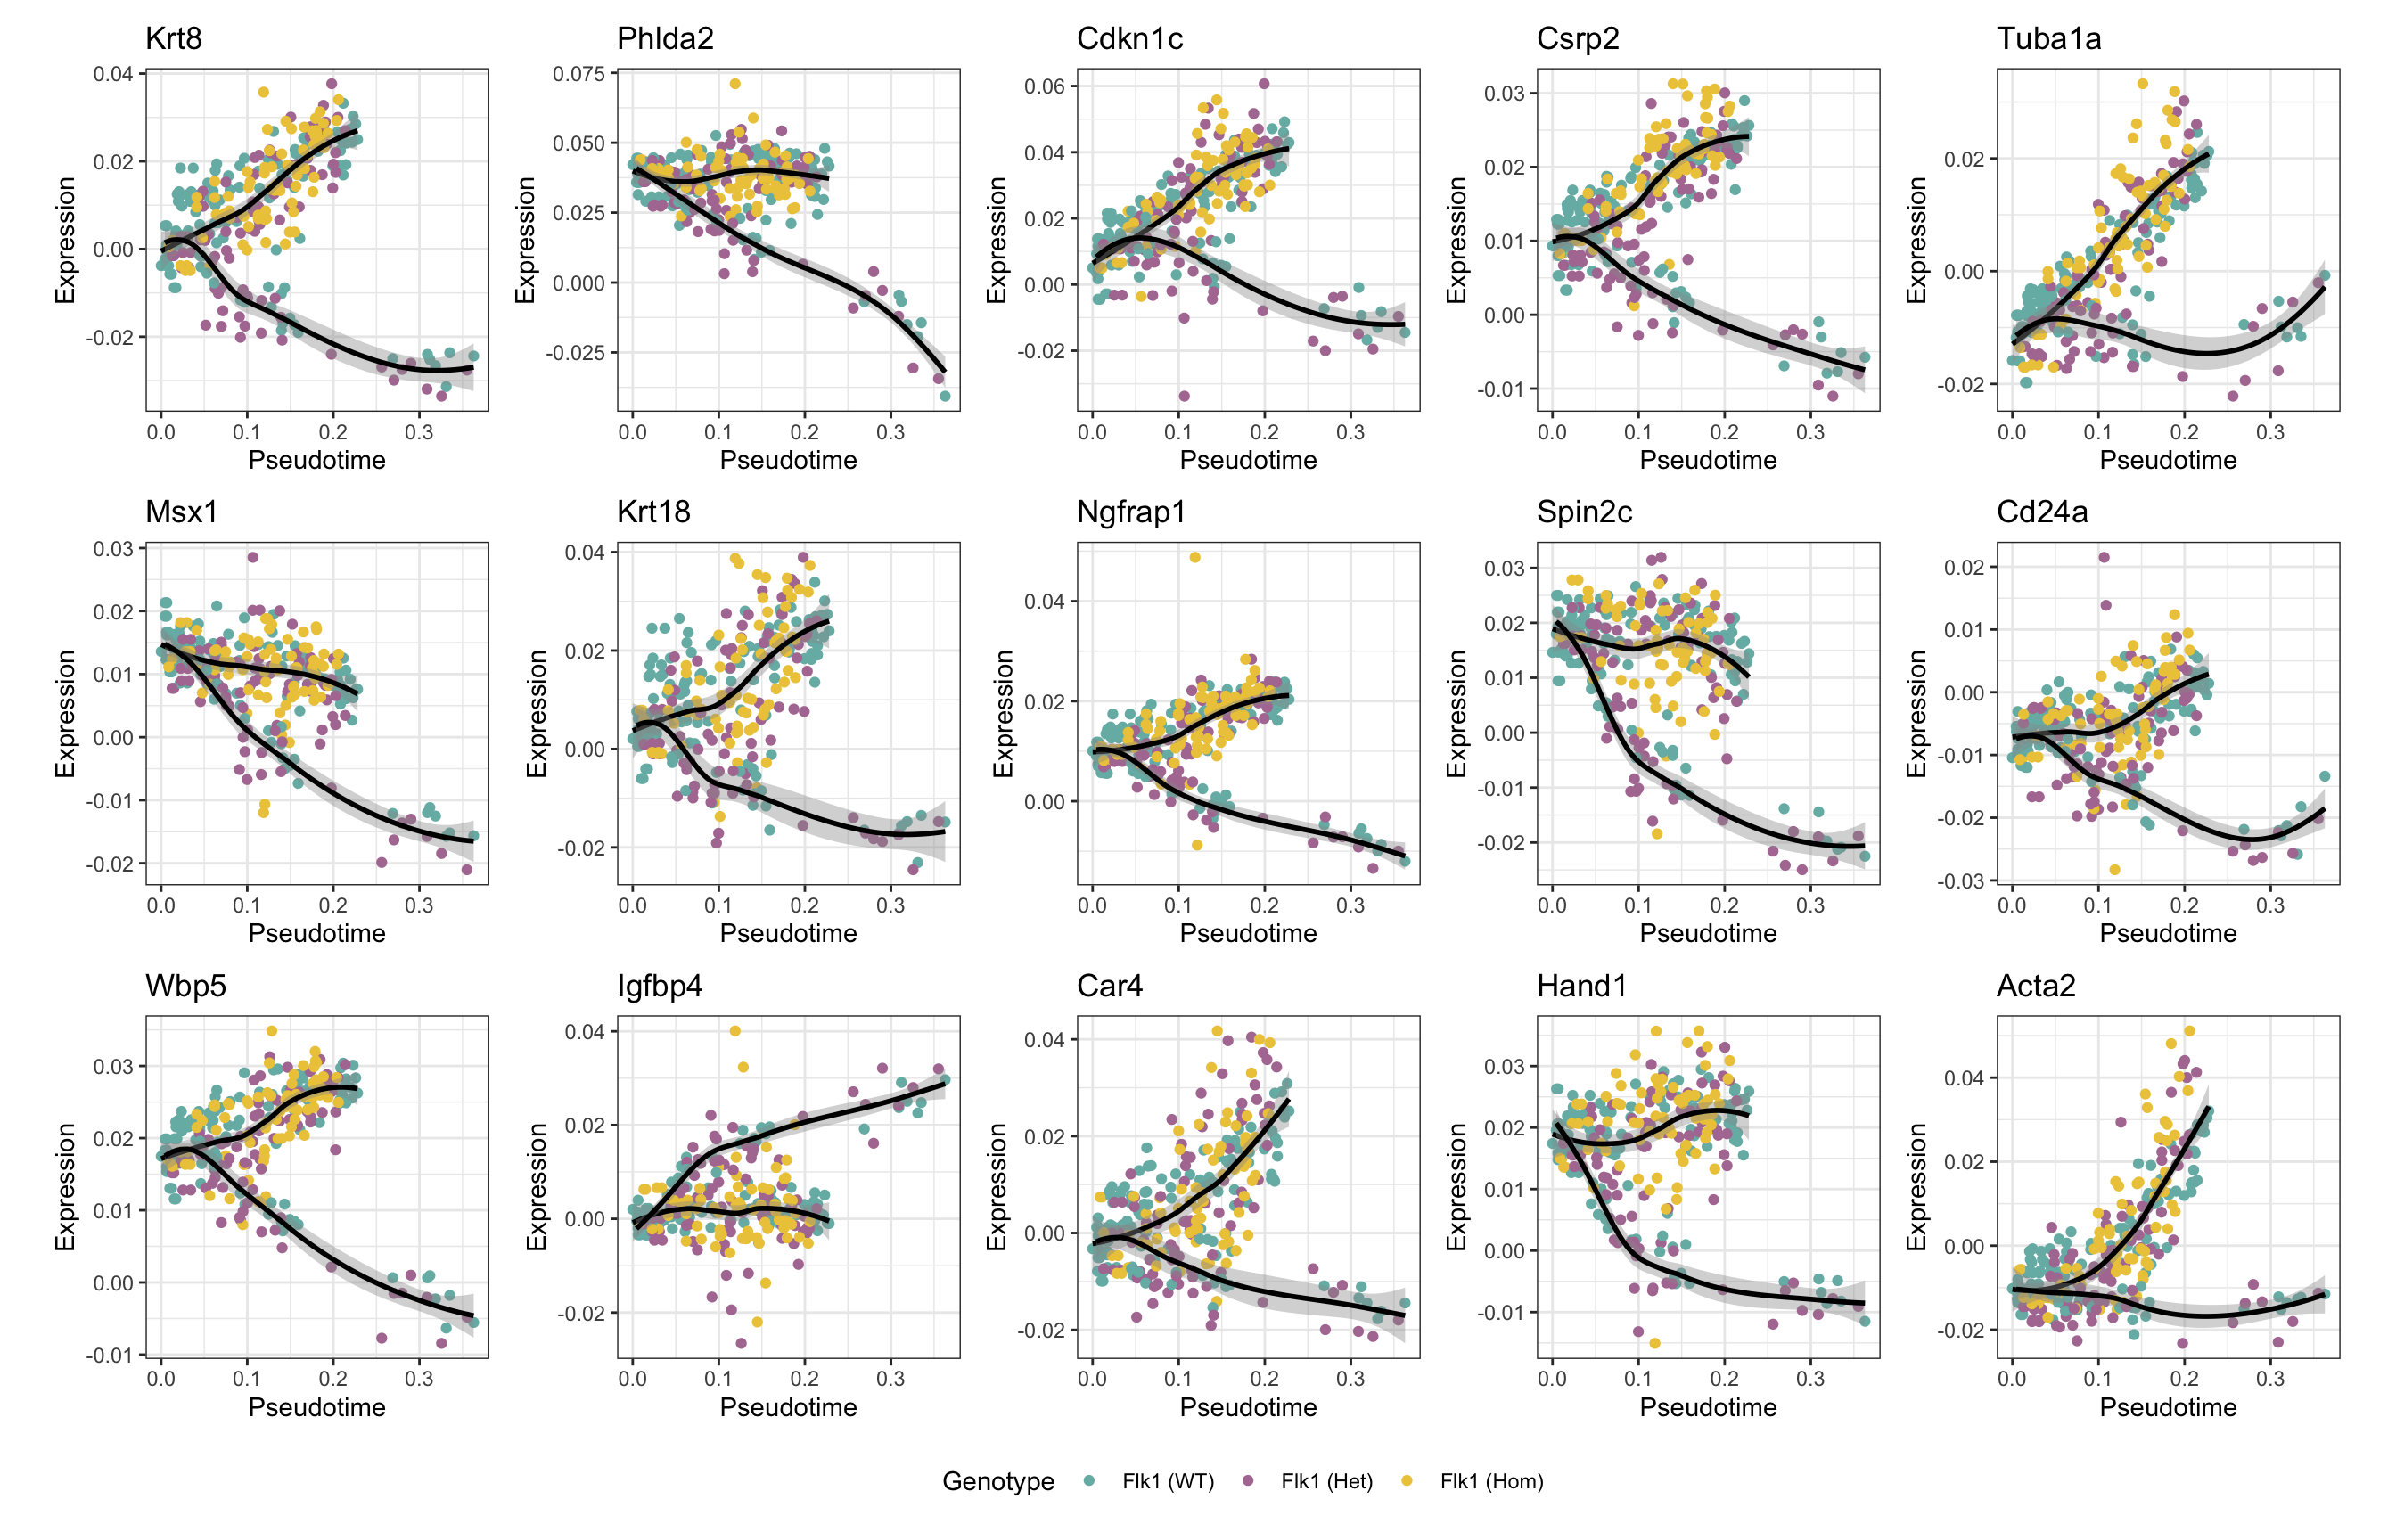 Krt8 Phlda2 Cdkn1c Csrp2 Tuba1a
0.04 0.02 0.00 -0.02
0.075 0.050 0.025 0.000 -0.025
0.06 0.04 0.02 0.00 -0.02
0.03 0.02 0.01 0.00 -0.01
0.02 0.00 -0.02
Expression Expression Expression Expression Expression
0.0 0.1 0.2 0.3 0.0 0.1 0.2 0.3 0.0 0.1 0.2 0.3 0.0 0.1 0.2 0.3 0.0 0.1 0.2 0.3
Pseudotime Pseudotime Pseudotime Pseudotime Pseudotime
Msx1 Krt18 Ngfrap1 Spin2c Cd24a
0.03 0.02 0.01 0.00 -0.01 -0.02
0.04 0.02 0.00 -0.02
0.04 0.02 0.00
0.03 0.02 0.01 0.00 -0.01 -0.02
0.02 0.01 0.00 -0.01 -0.02 -0.03
Expression Expression Expression Expression Expression
0.0 0.1 0.2 0.3 0.0 0.1 0.2 0.3 0.0 0.1 0.2 0.3 0.0 0.1 0.2 0.3 0.0 0.1 0.2 0.3
Pseudotime Pseudotime Pseudotime Pseudotime Pseudotime
Wbp5 Igfbp4 Car4 Hand1 Acta2
0.03 0.02 0.01 0.00 -0.01
0.04 0.02 0.00 -0.02
0.04 0.02 0.00 -0.02
0.03 0.02 0.01 0.00 -0.01
0.04 0.02 0.00 -0.02
Expression Expression Expression Expression Expression
0.0 0.1 0.2 0.3 0.0 0.1 0.2 0.3 0.0 0.1 0.2 0.3 0.0 0.1 0.2 0.3 0.0 0.1 0.2 0.3
Pseudotime Pseudotime Pseudotime Pseudotime Pseudotime
Genotype Flk1 (WT) Flk1 (Het) Flk1 (Hom)